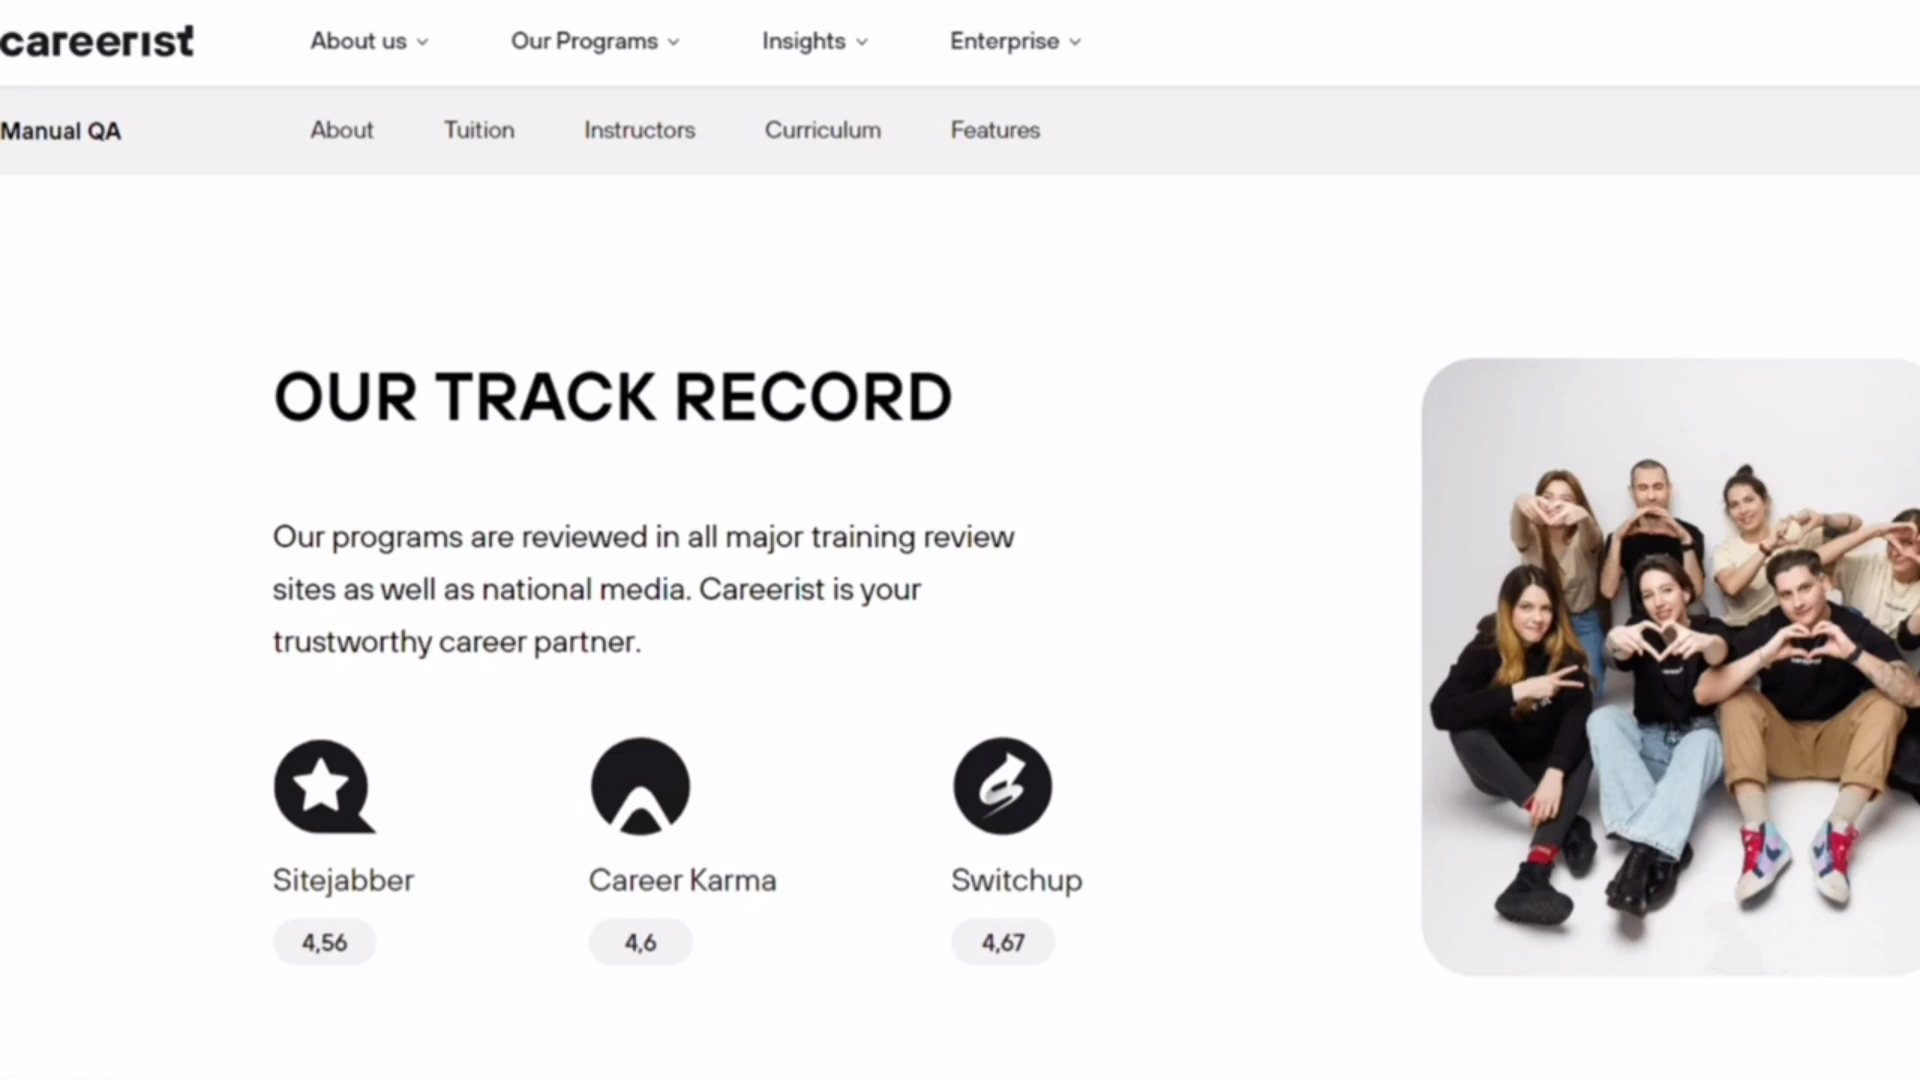 careerist
About us
Our Programs
Insights
Enterprise
Manual QA
About
Tuition
Instructors
Curriculum
Features
OUR TRACK RECORD
Our programs are reviewed in all major training review
sites as well as national media. Careerist is your
trustworthy career partner.
Sitejabber
4,56
Career Karma
4,6
Switchup
4,67